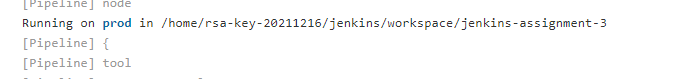 [Pipeline] node
Running on prod in /home/rsa-key-20211216/jenkins/workspace/jenkins-assignment-3
[Pipeline] {
[Pipeline] tool